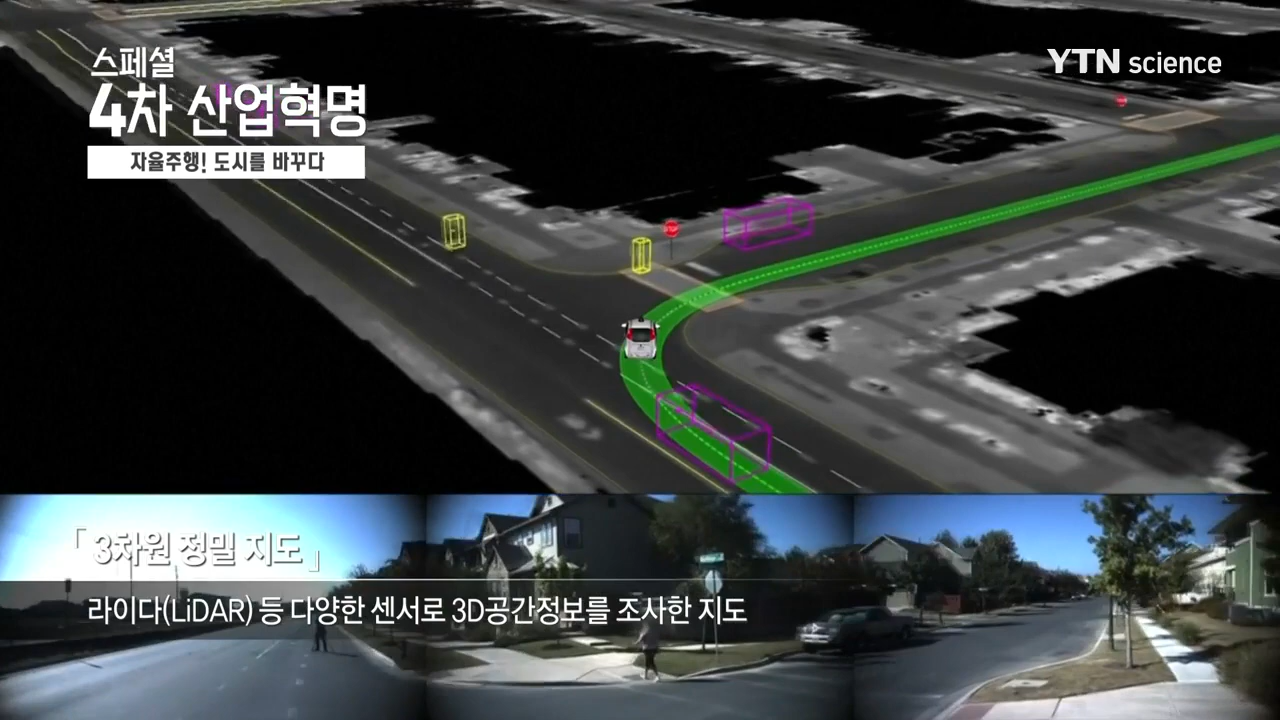 스페셜
4차 산업혁명
자율주행! 도시를 바꾸다
YTN science
STOP
「3차원 정밀 지도」
라이다(LiDAR) 등 다양한 센서로 3D공간정보를 조사한 지도